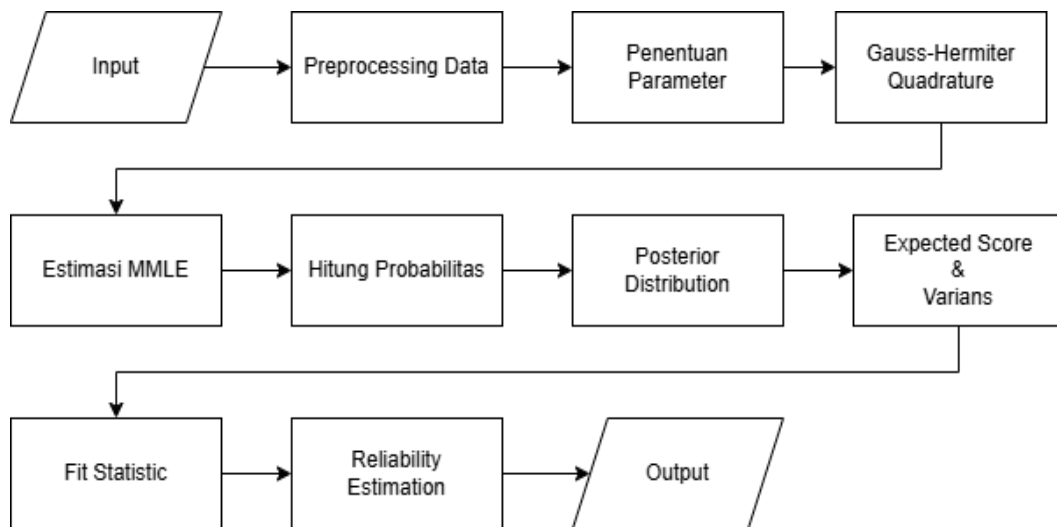 Input
Preprocessing Data
Penentuan
Parameter
Gauss-Hermiter
Quadrature
Estimasi MMLE
Hitung Probabilitas
Posterior
Distribution
Expected Score
&
Varians
Fit Statistic
Reliability
Estimation
Output